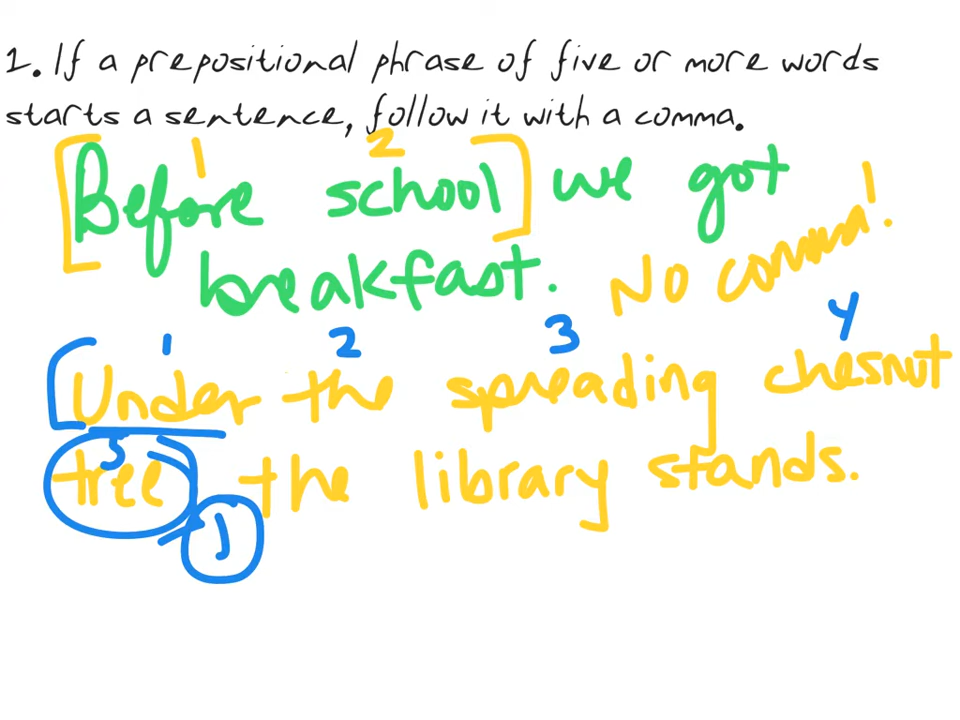 1. If a prepositional phrase of five or more words
starts a sentence, follow it with a comma.
1 2
[Before school] we got
breakfast. No comma!
1 2 3 4
[Under the spreading chesnut
5
tree], the library stands.